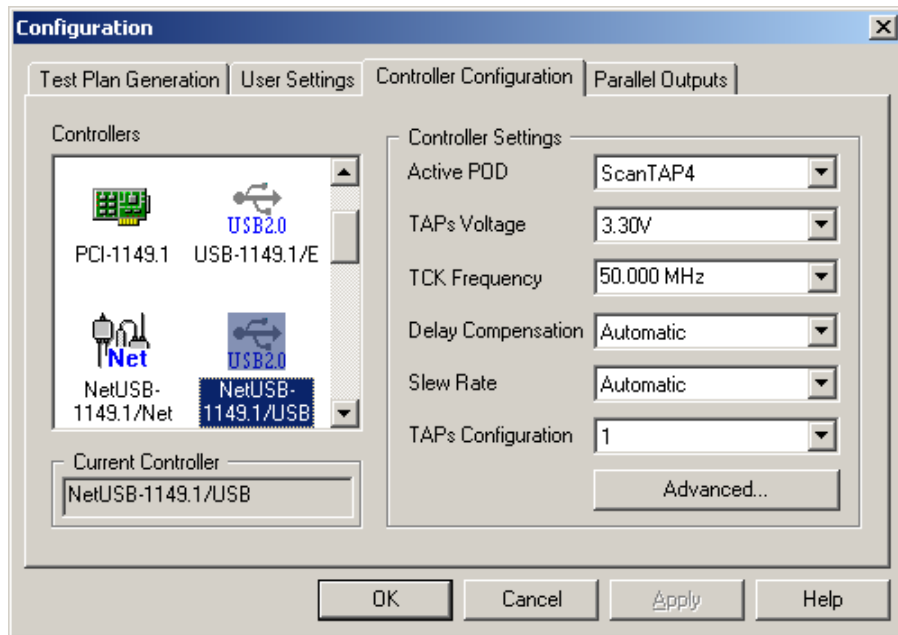 Configuration
Test Plan Generation
User Settings
Controller Configuration
Parallel Outputs
Controllers
PCI-1149.1
USB2.0
USB-1149.1/E
Net
NetUSB-
1149.1/Net
USB2.0
NetUSB-
1149.1/USB
Current Controller
NetUSB-1149.1/USB
Controller Settings
Active POD
ScanTAP4
TAPs Voltage
3.30V
TCK Frequency
50.000 MHz
Delay Compensation
Automatic
Slew Rate
Automatic
TAPs Configuration
1
Advanced...
OK
Cancel
Apply
Help